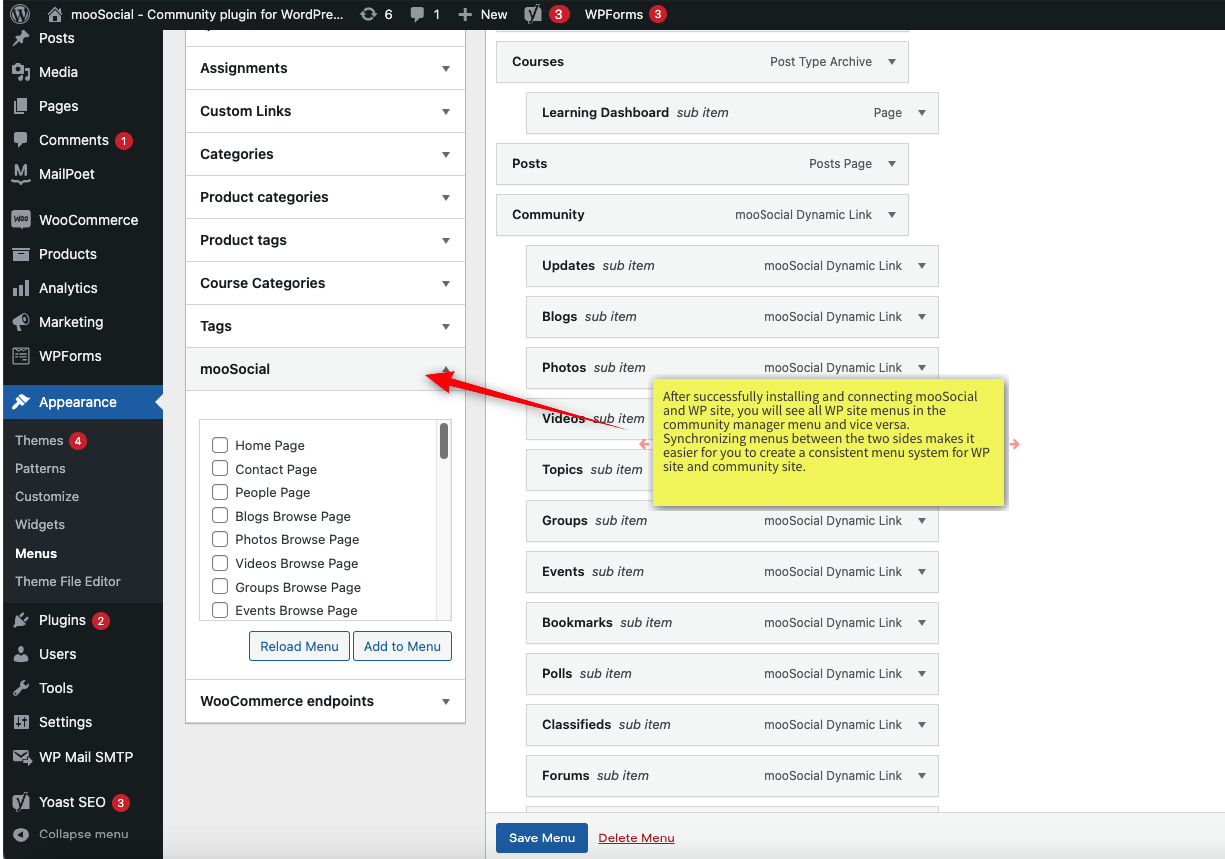 mooSocial - Community plugin for WordPre... 6 1 New 3 WPForms 3
Posts
Media
Pages
Comments 1
MailPoet
WooCommerce
Products
Analytics
Marketing
WPForms
Appearance
Themes 4
Patterns
Customize
Widgets
Menus
Theme File Editor
Plugins 2
Users
Tools
Settings
WP Mail SMTP
Yoast SEO 3
Collapse menu
Assignments
Custom Links
Categories
Product categories
Product tags
Course Categories
Tags
mooSocial
Home Page
Contact Page
People Page
Blogs Browse Page
Photos Browse Page
Videos Browse Page
Groups Browse Page
Events Browse Page
Reload Menu Add to Menu
WooCommerce endpoints
Courses Post Type Archive
Learning Dashboard sub item Page
Posts Posts Page
Community mooSocial Dynamic Link
Updates sub item mooSocial Dynamic Link
Blogs sub item mooSocial Dynamic Link
Photos sub item mooSocial Dynamic Link
Videos sub item
Topics sub item
After successfully installing and connecting mooSocial
and WP site, you will see all WP site menus in the
community manager menu and vice versa.
Synchronizing menus between the two sides makes it
easier for you to create a consistent menu system for WP
site and community site.
Groups sub item mooSocial Dynamic Link
Events sub item mooSocial Dynamic Link
Bookmarks sub item mooSocial Dynamic Link
Polls sub item mooSocial Dynamic Link
Classifieds sub item mooSocial Dynamic Link
Forums sub item mooSocial Dynamic Link
Save Menu Delete Menu